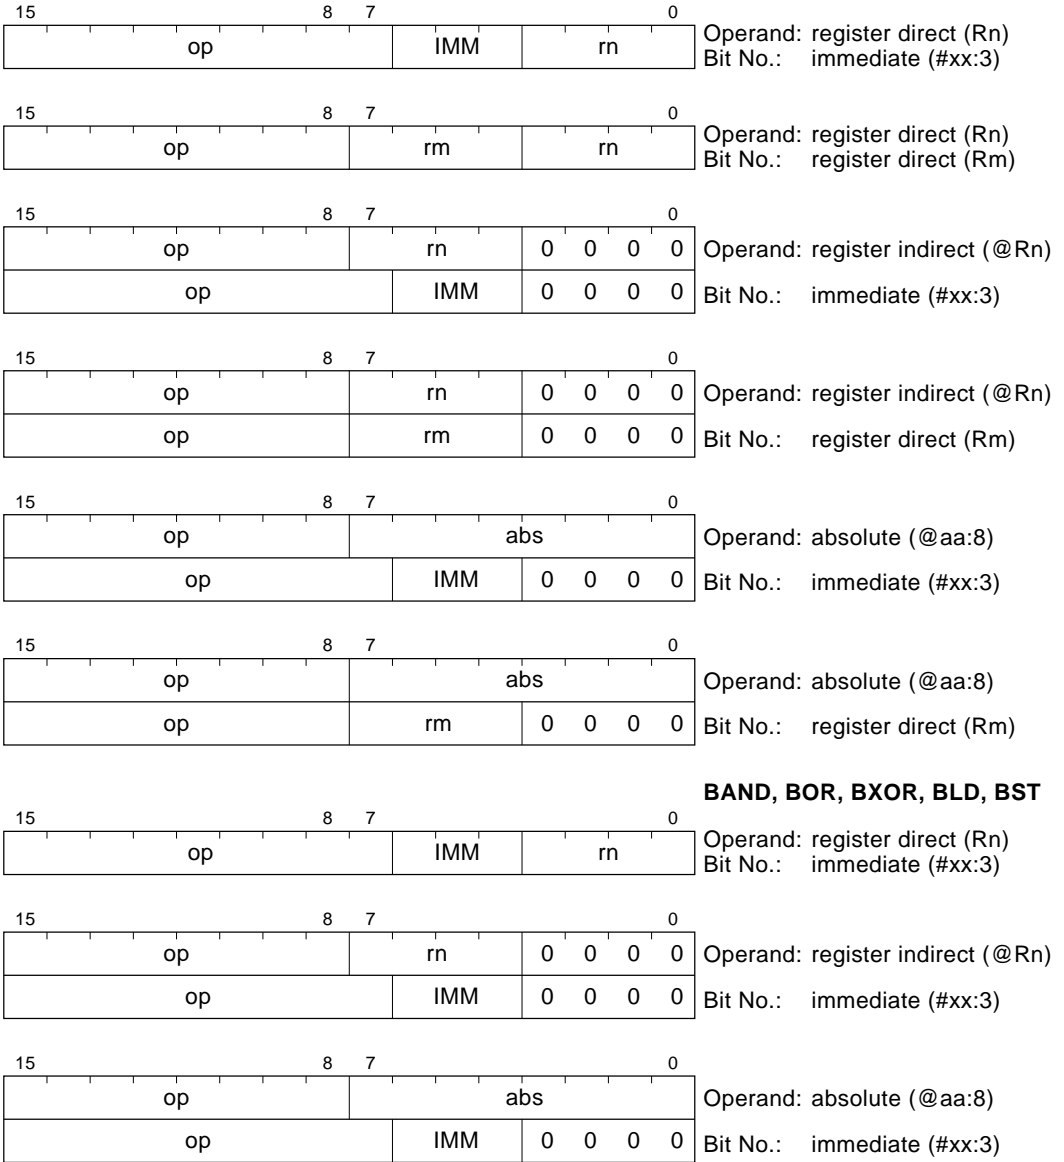 15 8 7 0
op IMM rn Operand: register direct (Rn)
Bit No.: immediate (#xx:3)
15 8 7 0
op rm rn Operand: register direct (Rn)
Bit No.: register direct (Rm)
15 8 7 0
op rn 0 0 0 0 Operand: register indirect (@Rn)
op IMM 0 0 0 0 Bit No.: immediate (#xx:3)
15 8 7 0
op rn 0 0 0 0 Operand: register indirect (@Rn)
op rm 0 0 0 0 Bit No.: register direct (Rm)
15 8 7 0
op abs Operand: absolute (@aa:8)
op IMM 0 0 0 0 Bit No.: immediate (#xx:3)
15 8 7 0
op abs Operand: absolute (@aa:8)
op rm 0 0 0 0 Bit No.: register direct (Rm)
BAND, BOR, BXOR, BLD, BST
15 8 7 0
op IMM rn Operand: register direct (Rn)
Bit No.: immediate (#xx:3)
15 8 7 0
op rn 0 0 0 0 Operand: register indirect (@Rn)
op IMM 0 0 0 0 Bit No.: immediate (#xx:3)
15 8 7 0
op abs Operand: absolute (@aa:8)
op IMM 0 0 0 0 Bit No.: immediate (#xx:3)